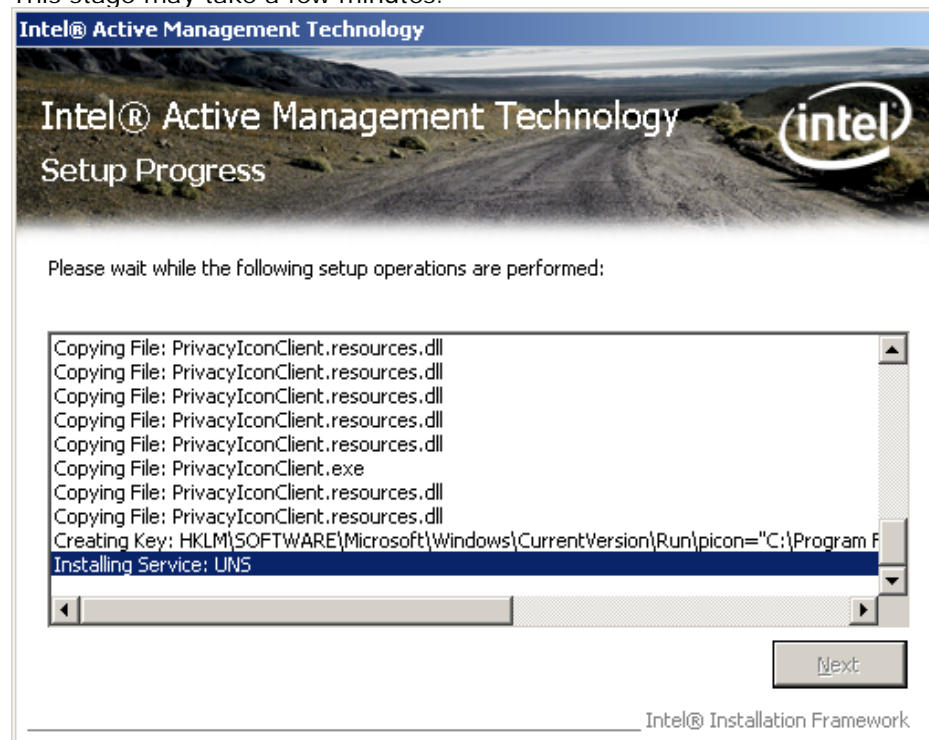 This stage may take a few minutes.
Intel® Active Management Technology
Intel® Active Management Technology
intel
Setup Progress
Please wait while the following setup operations are performed:
Copying File: PrivacyIconClient.resources.dll
Copying File: PrivacyIconClient.resources.dll
Copying File: PrivacyIconClient.resources.dll
Copying File: PrivacyIconClient.resources.dll
Copying File: PrivacyIconClient.resources.dll
Copying File: PrivacyIconClient.exe
Copying File: PrivacyIconClient.resources.dll
Copying File: PrivacyIconClient.resources.dll
Creating Key: HKLM\SOFTWARE\Microsoft\Windows\CurrentVersion\Run\picon="C:\Program F
Installing Service: UNS
Next
Intel® Installation Framework